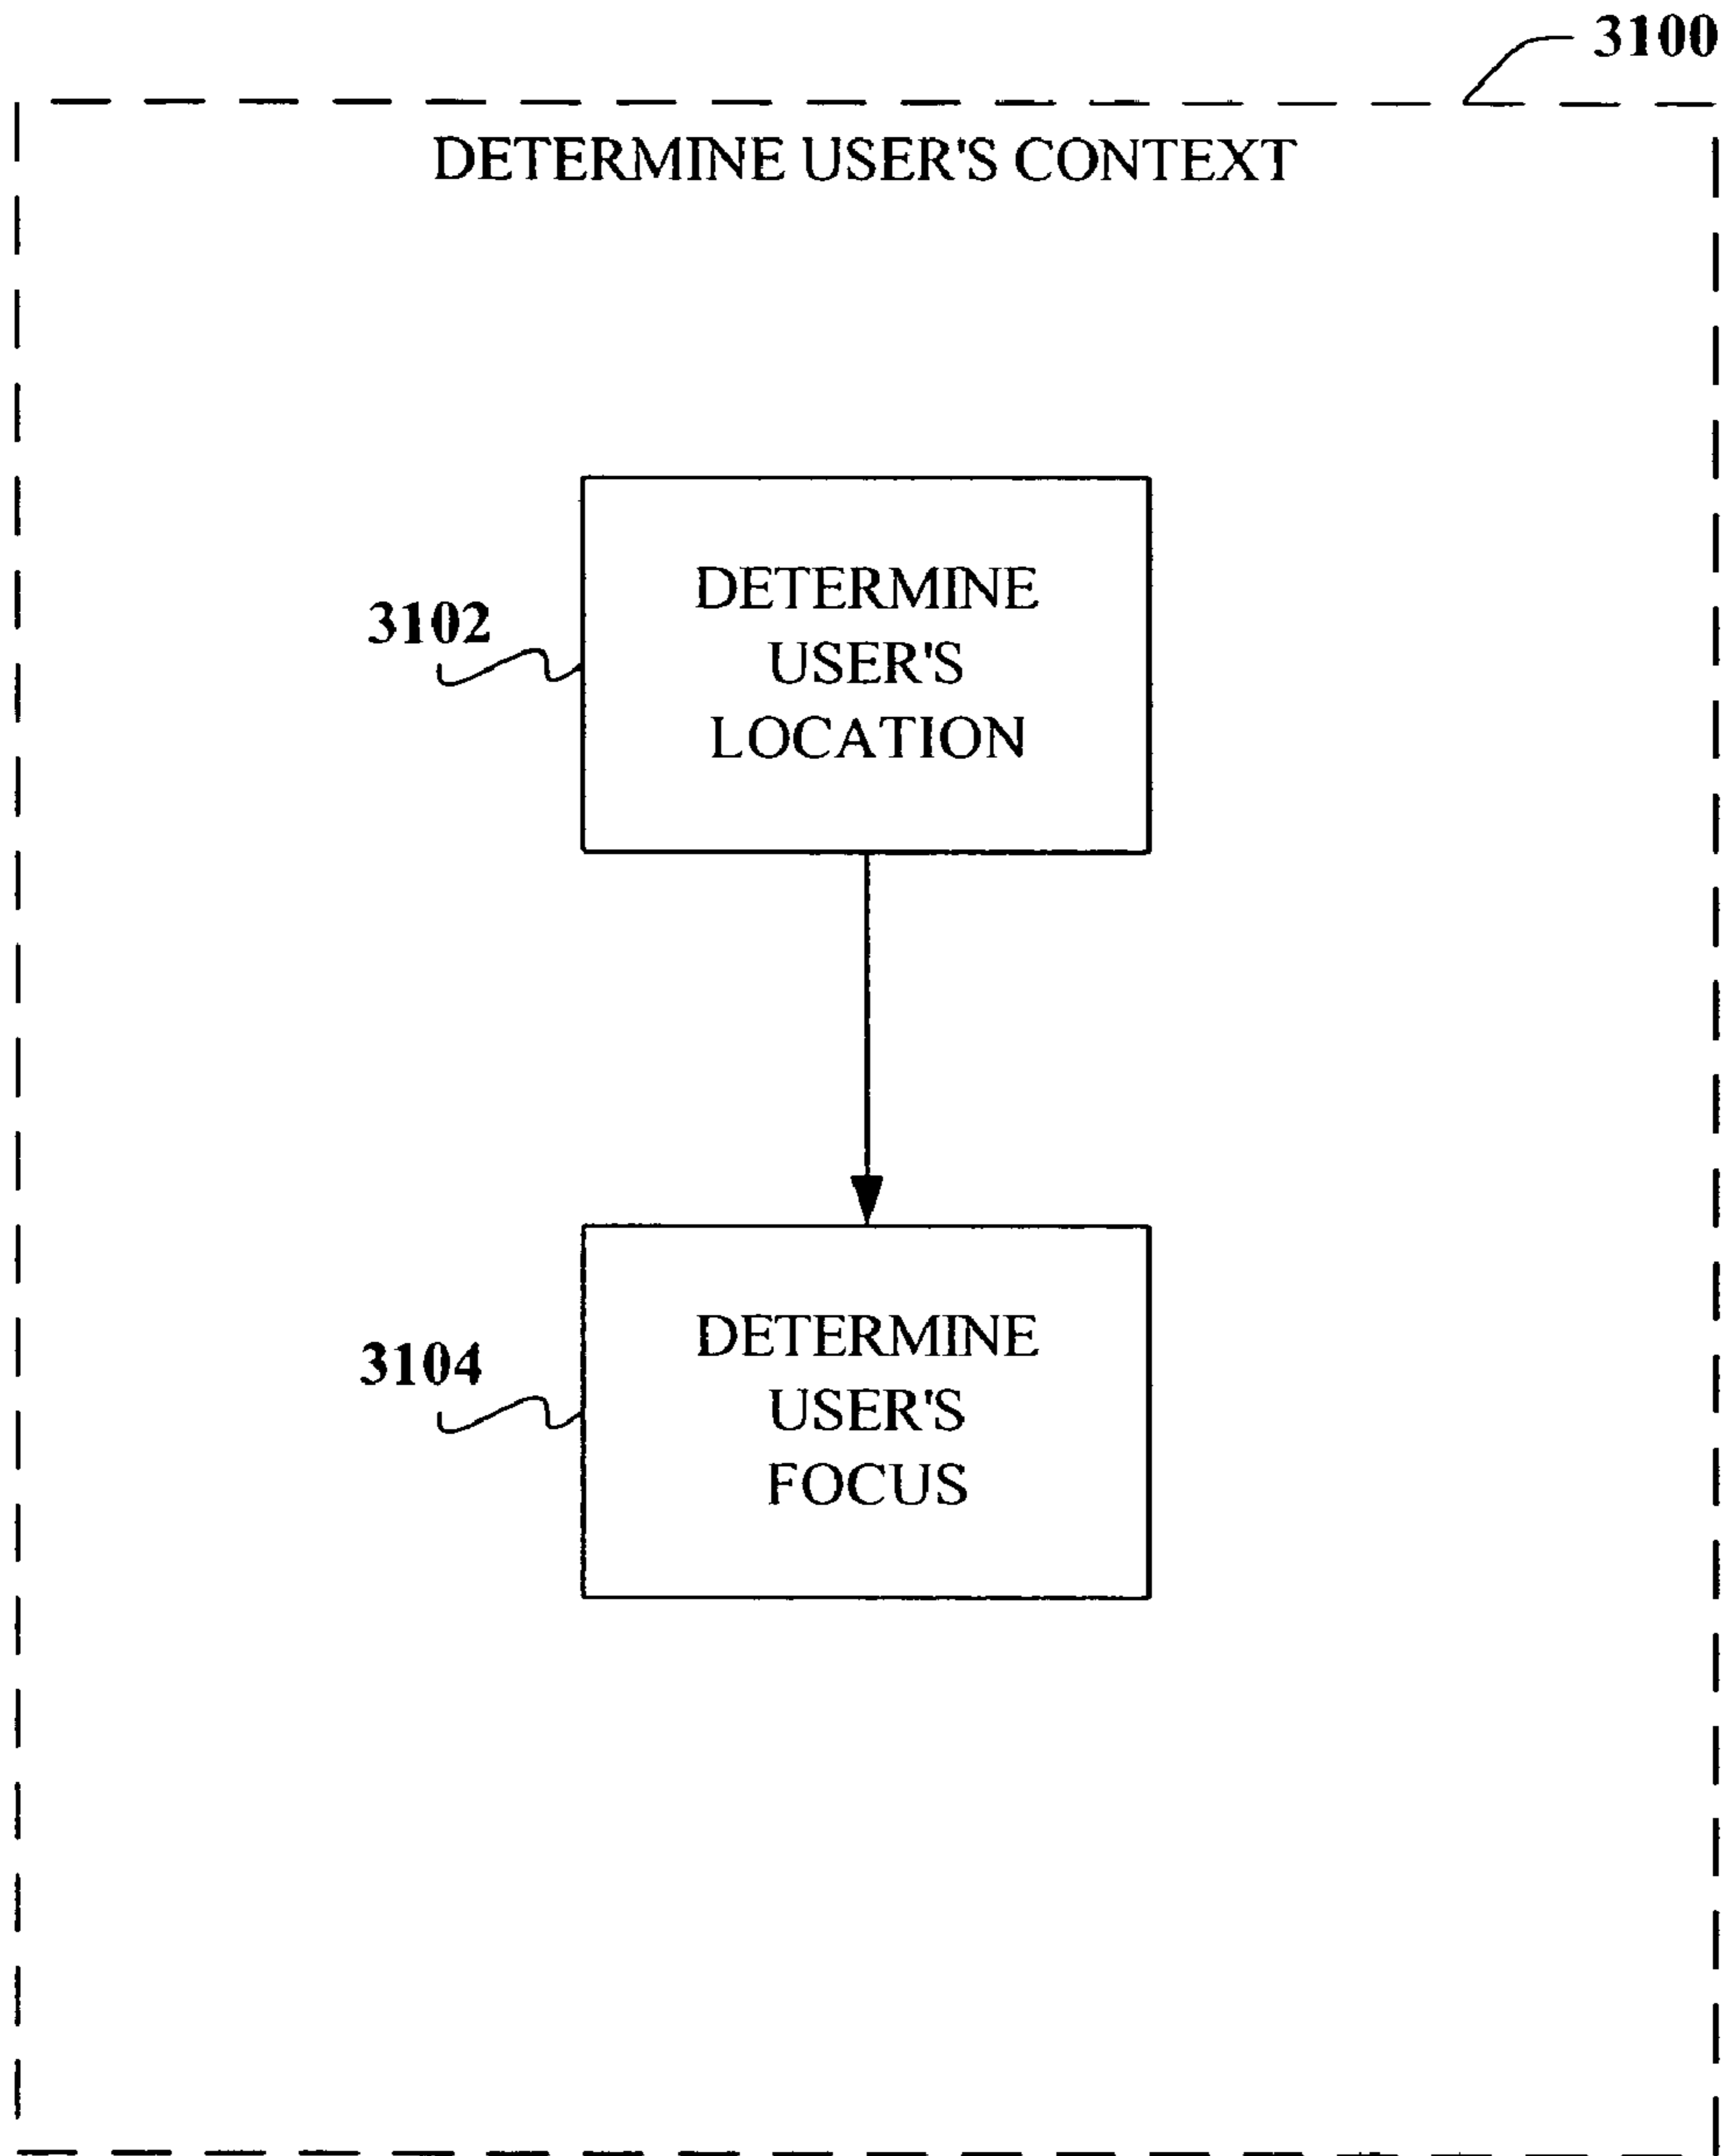 3100
DETERMINE USER'S CONTEXT
DETERMINE
USER'S
LOCATION
3102
DETERMINE
USER'S
FOCUS
3104